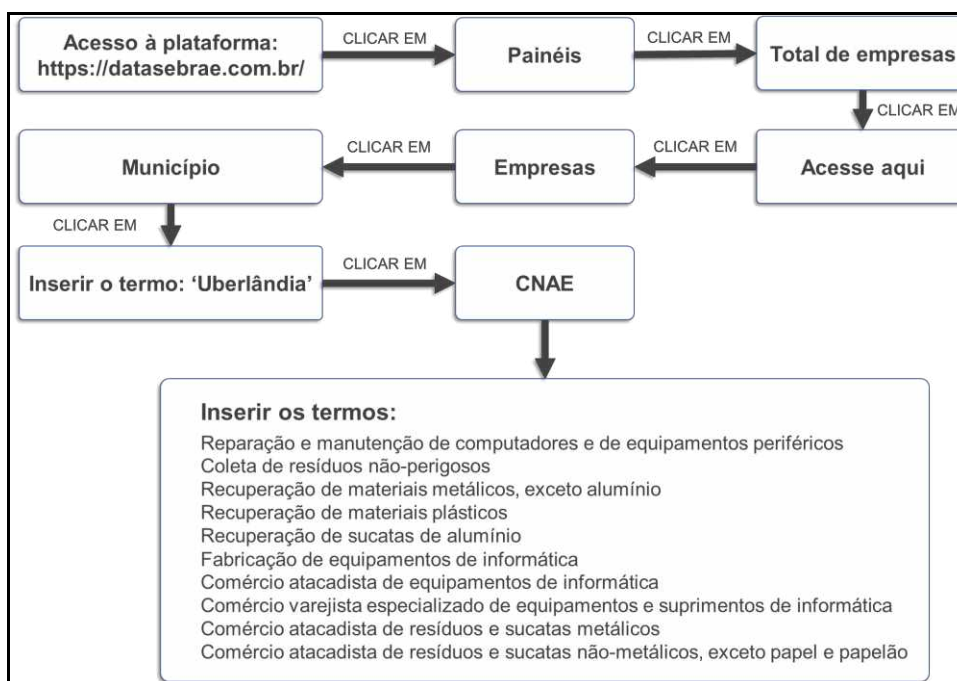 Acesso à plataforma:
https://datasebrae.com.br/
CLICAR EM
Painéis
CLICAR EM
Total de empresas
CLICAR EM
Acesse aqui
CLICAR EM
Empresas
CLICAR EM
Município
CLICAR EM
Inserir o termo: ‘Uberlândia’
CLICAR EM
CNAE
Inserir os termos:
Reparação e manutenção de computadores e de equipamentos periféricos
Coleta de resíduos não-perigosos
Recuperação de materiais metálicos, exceto alumínio
Recuperação de materiais plásticos
Recuperação de sucatas de alumínio
Fabricação de equipamentos de informática
Comércio atacadista de equipamentos de informática
Comércio varejista especializado de equipamentos e suprimentos de informática
Comércio atacadista de resíduos e sucatas metálicos
Comércio atacadista de resíduos e sucatas não-metálicos, exceto papel e papelão